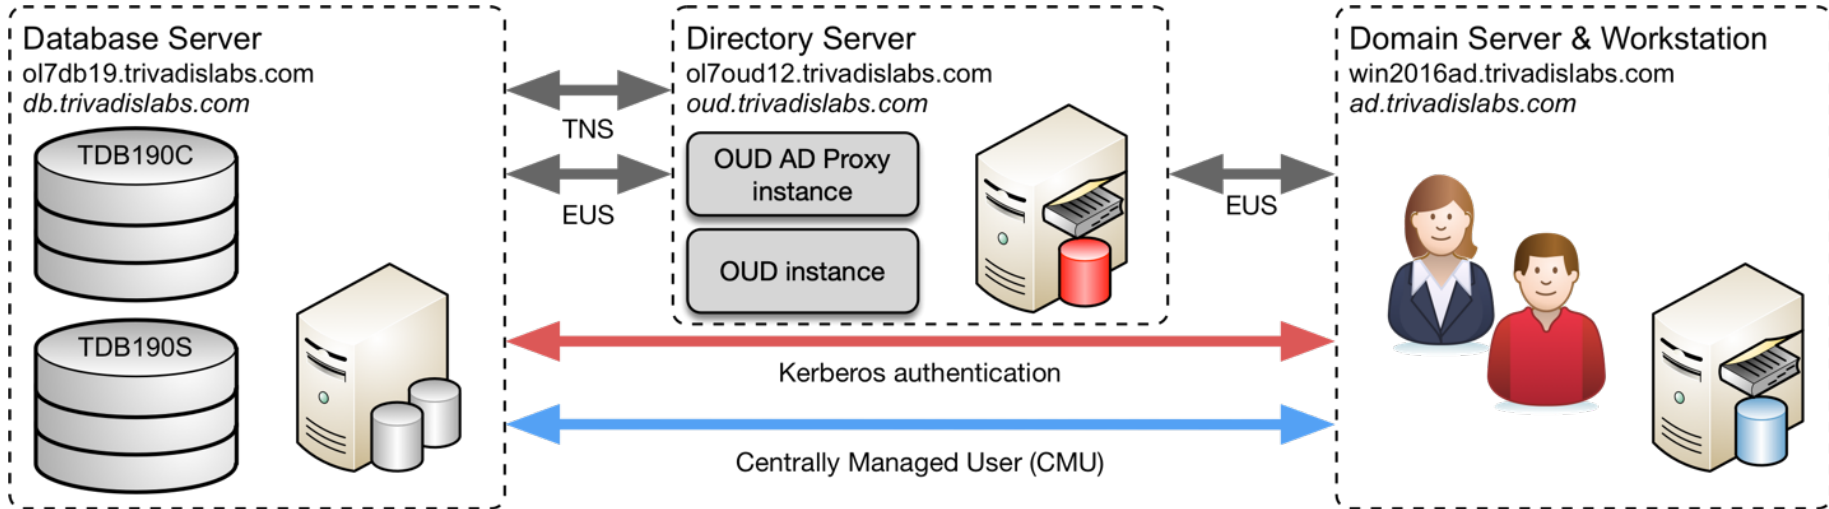 Database Server
ol7db19.trivadislabs.com
db.trivadislabs.com
TDB190C
TDB190S
TNS
EUS
Directory Server
ol7oud12.trivadislabs.com
oud.trivadislabs.com
OUD AD Proxy
instance
OUD instance
EUS
Kerberos authentication
Centrally Managed User (CMU)
Domain Server & Workstation
win2016ad.trivadislabs.com
ad.trivadislabs.com